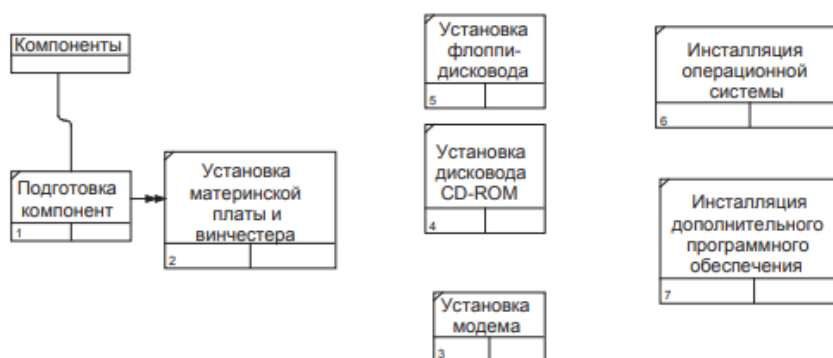 Компоненты
Подготовка
компонент
1
Установка
материнской
платы и
винчестера
2
Установка
флоппи-
дисковода
5
Установка
дисковода
CD-ROM
4
Установка
модема
3
Инсталляция
операционной
системы
6
Инсталляция
дополнительного
программного
обеспечения
7